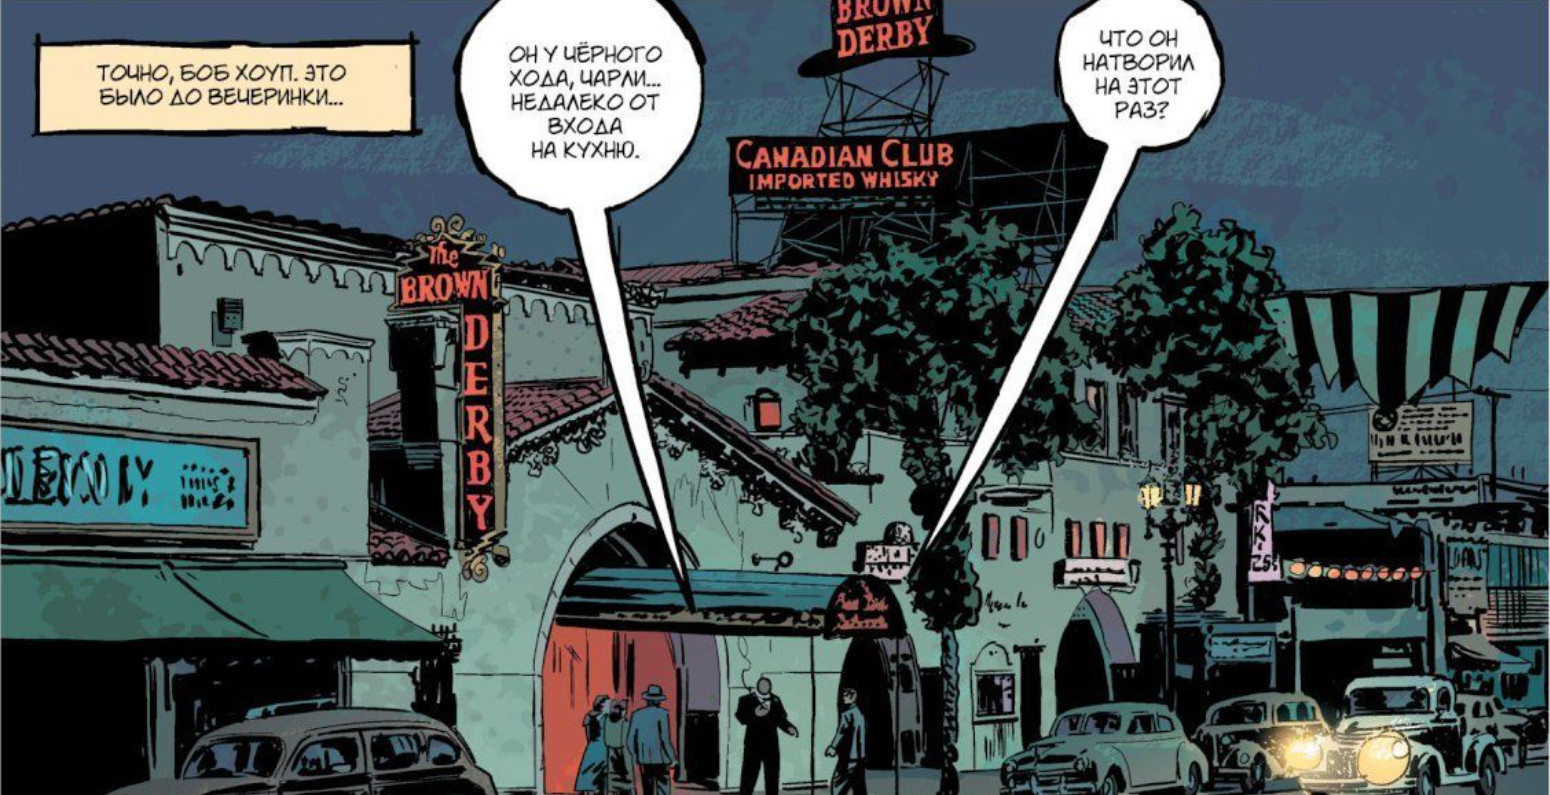 ТОЧНО, БОБ ХОУП. ЭТО
БЫЛО ДО ВЕЧЕРИНКИ...
ОН У ЧЁРНОГО
ХОДА, ЧАРЛИ...
НЕДАЛЕКО ОТ
ВХОДА
НА КУХНЮ.
ЧТО ОН
НАТВОРИЛ
НА ЭТОТ
РАЗ?
BROWN
DERBY
CANADIAN CLUB
IMPORTED WHISKY
The
BROWN
DERBY